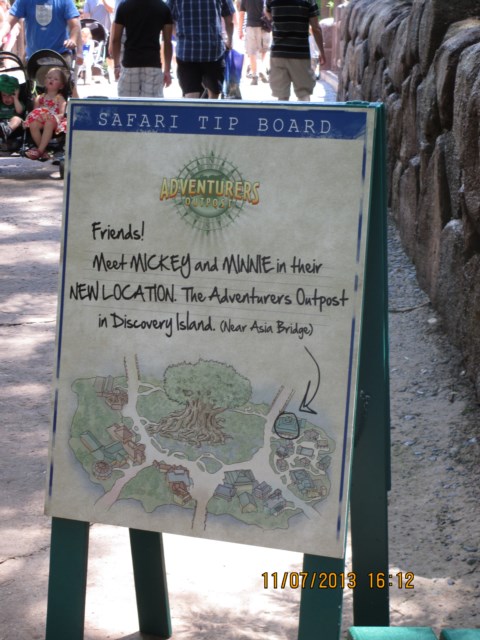 SAFARI TIP BOARD
ADVENTURERS
OUTPOST
Friends!
Meet MICKEY and MINNIE in their
NEW LOCATION. The Adventurers Outpost
in Discovery Island. (Near Asia Bridge)
11/07/2013 16:12